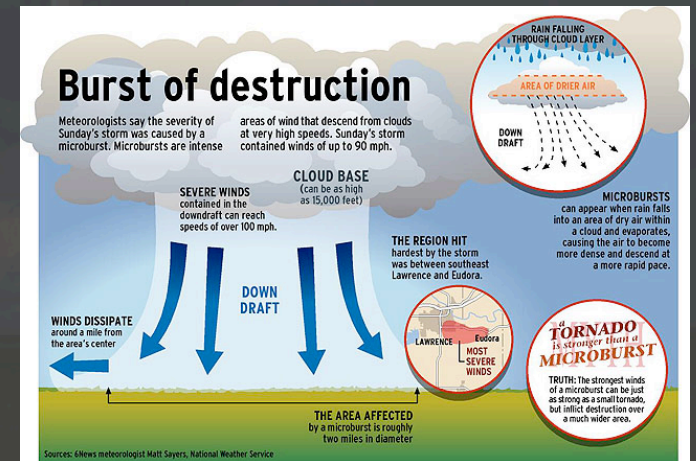 Burst of destruction
Meteorologists say the severity of
Sunday's storm was caused by a
microburst. Microbursts are intense
areas of wind that descend from clouds
at very high speeds. Sunday's storm
contained winds of up to 90 mph.
RAIN FALLING
THROUGH CLOUD LAYER
AREA OF DRIER AIR
DOWN
DRAFT
MICROBURSTS
can appear when rain falls
into an area of dry air within
a cloud and evaporates,
causing the air to become
more dense and descend at
a more rapid pace.
SEVERE WINDS
contained in the
downdraft can reach
speeds of over 100 mph.
CLOUD BASE
(can be as high
as 15,000 feet)
DOWN
DRAFT
WINDS DISSIPATE
around a mile from
the area's center
THE REGION HIT
hardest by the storm
was between southeast
Lawrence and Eudora.
LAWRENCE
Eudora
MOST
SEVERE
WINDS
MYTH
a
TORNADO
is stronger than a
MICROBURST
TRUTH: The strongest winds
of a microburst can be just
as strong as a small tornado,
but inflict destruction over
a much wider area.
THE AREA AFFECTED
by a microburst is roughly
two miles in diameter
Sources: 6News meteorologist Matt Sayers, National Weather Service